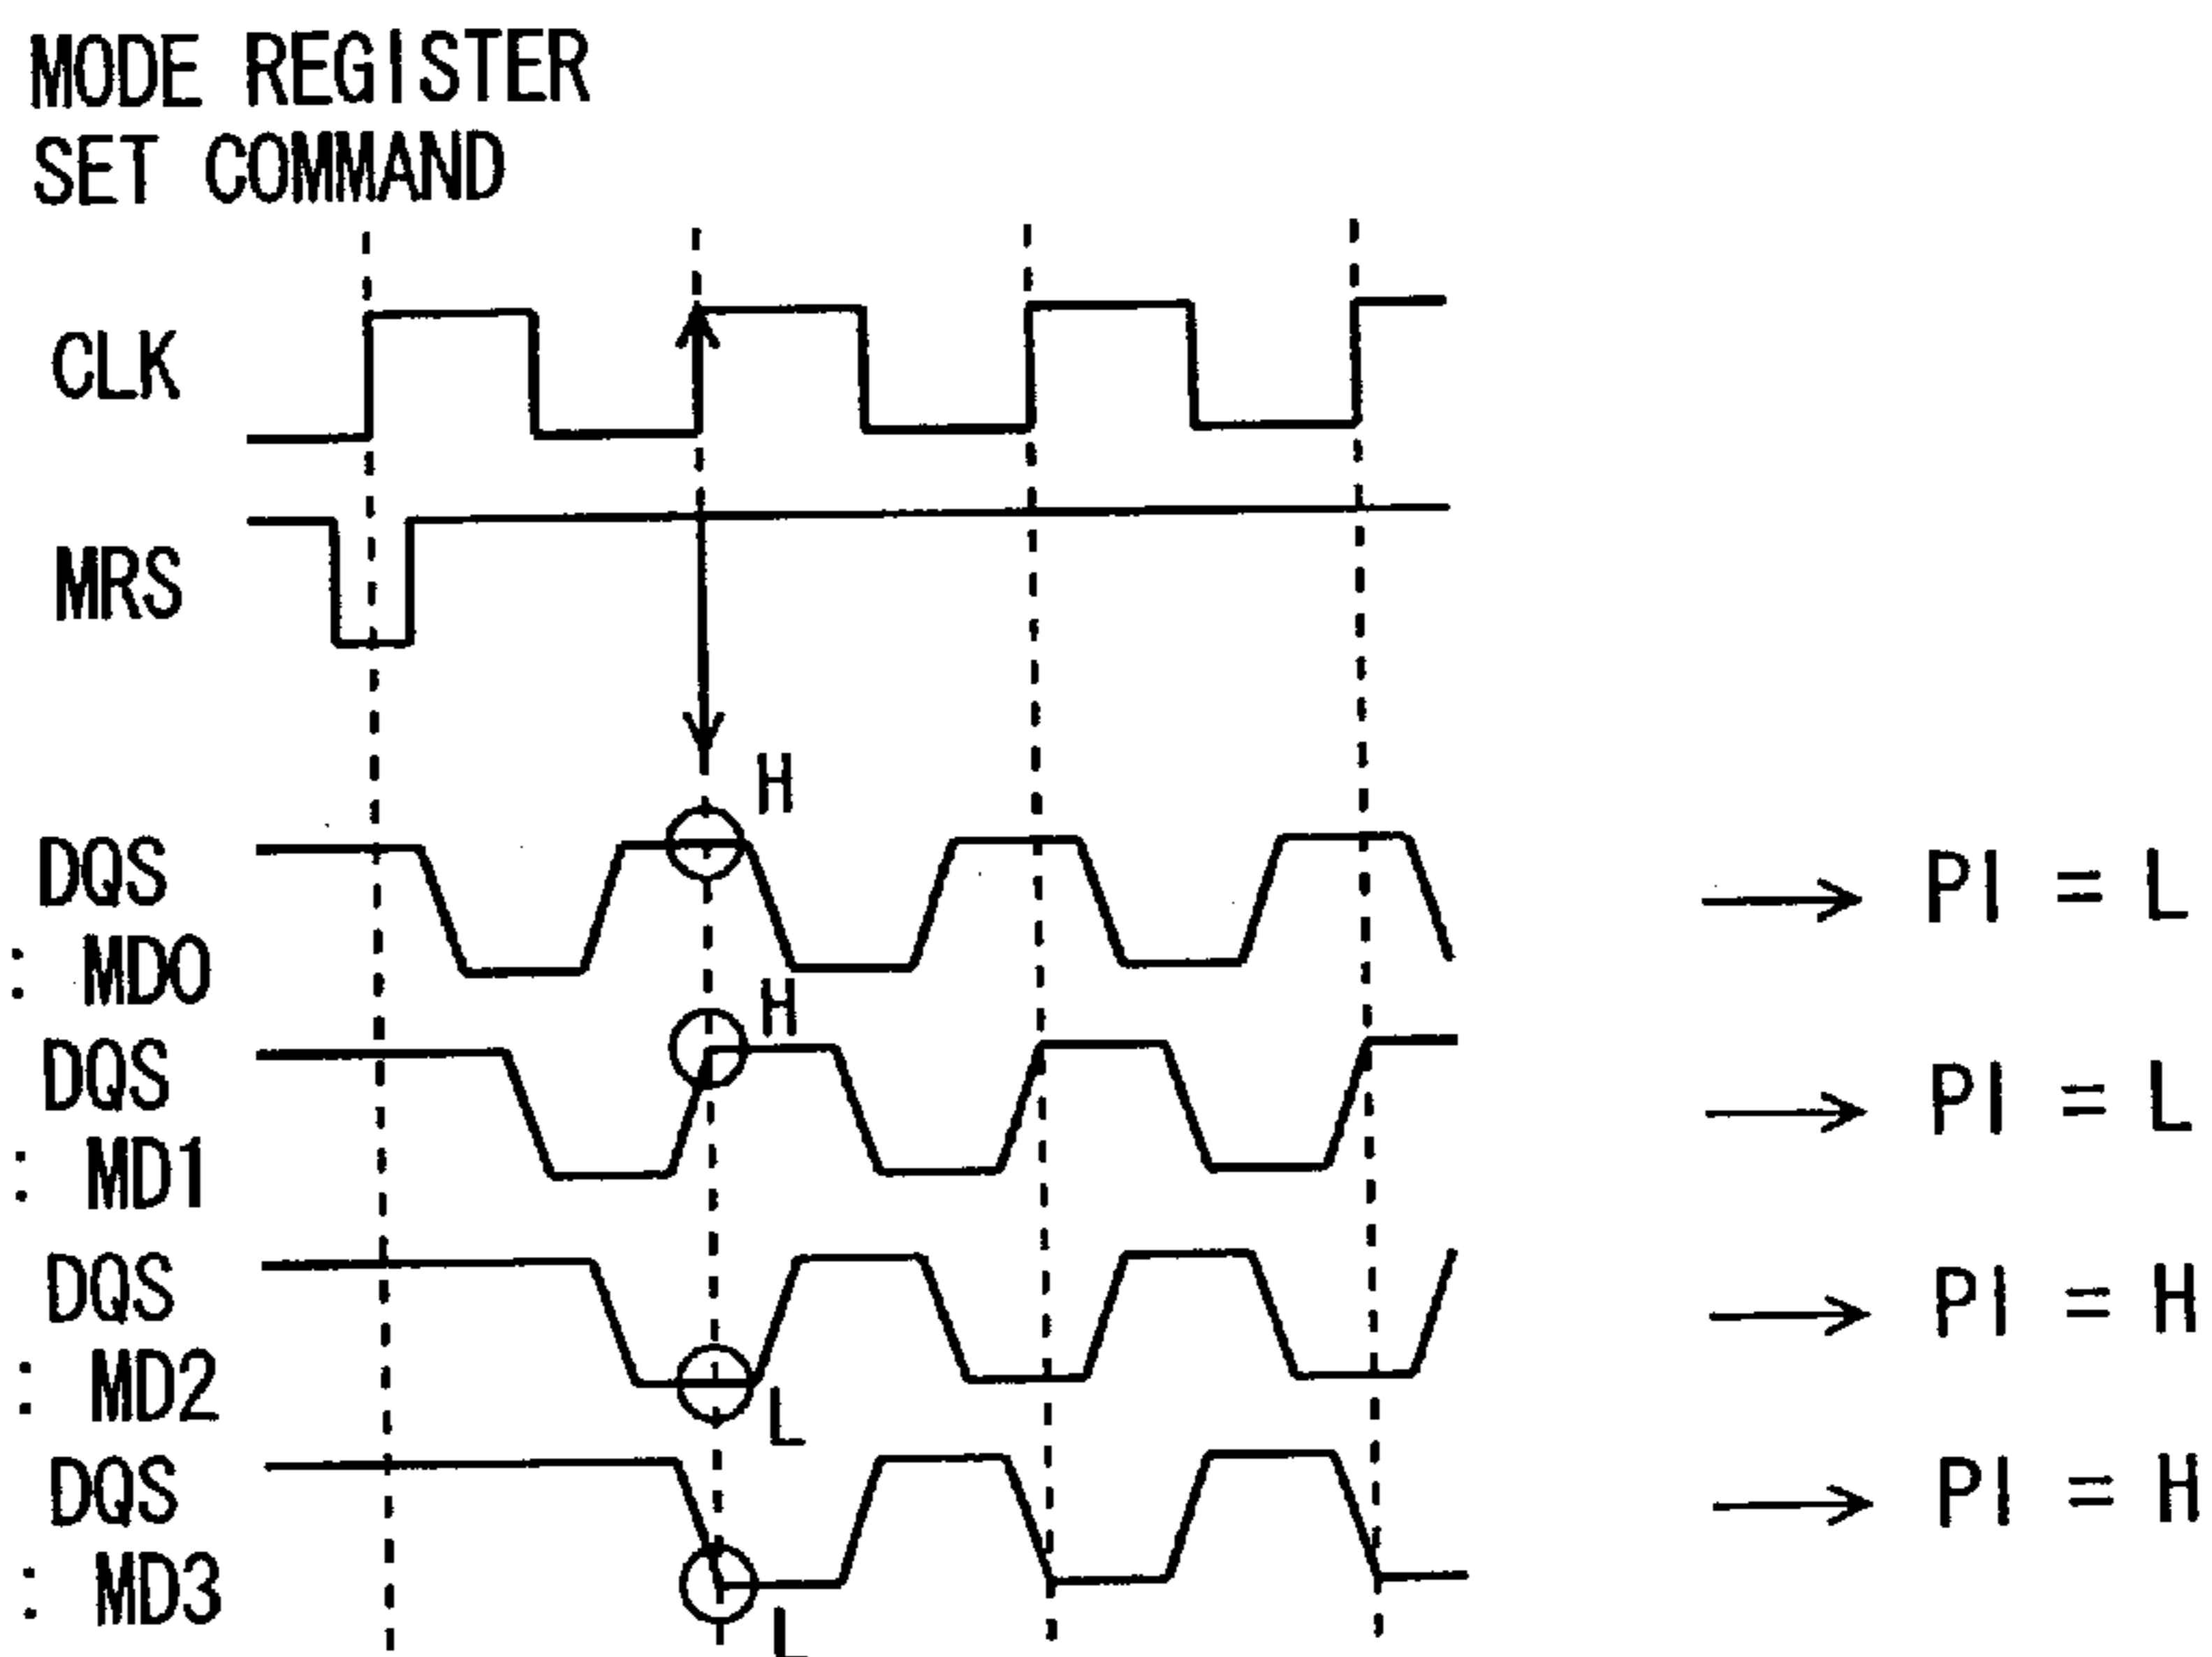 MODE REGISTER
SET COMMAND
CLK
MRS
H
DQS
: MD0
→ PI = L
H
DQS
: MD1
→ PI = L
DQS
: MD2
L
→ PI = H
DQS
: MD3
L
→ PI = H